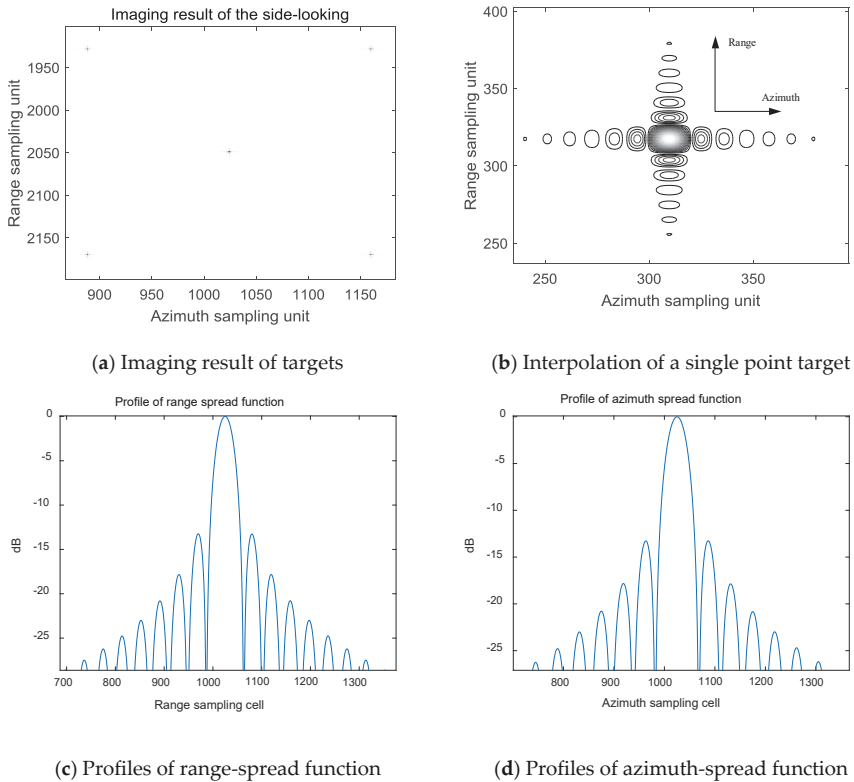 Imaging result of the side-looking
Range sampling unit
1950
2000
2050
2100
2150
900 950 1000 1050 1100 1150
Azimuth sampling unit
(a) Imaging result of targets
Range sampling unit
400
350
300
250
Range
Azimuth
250 300 350
Azimuth sampling unit
(b) Interpolation of a single point target
Profile of range spread function
dB
0
-5
-10
-15
-20
-25
700 800 900 1000 1100 1200 1300
Range sampling cell
(c) Profiles of range-spread function
Profile of azimuth spread function
dB
0
-5
-10
-15
-20
-25
800 900 1000 1100 1200 1300
Azimuth sampling cell
(d) Profiles of azimuth-spread function